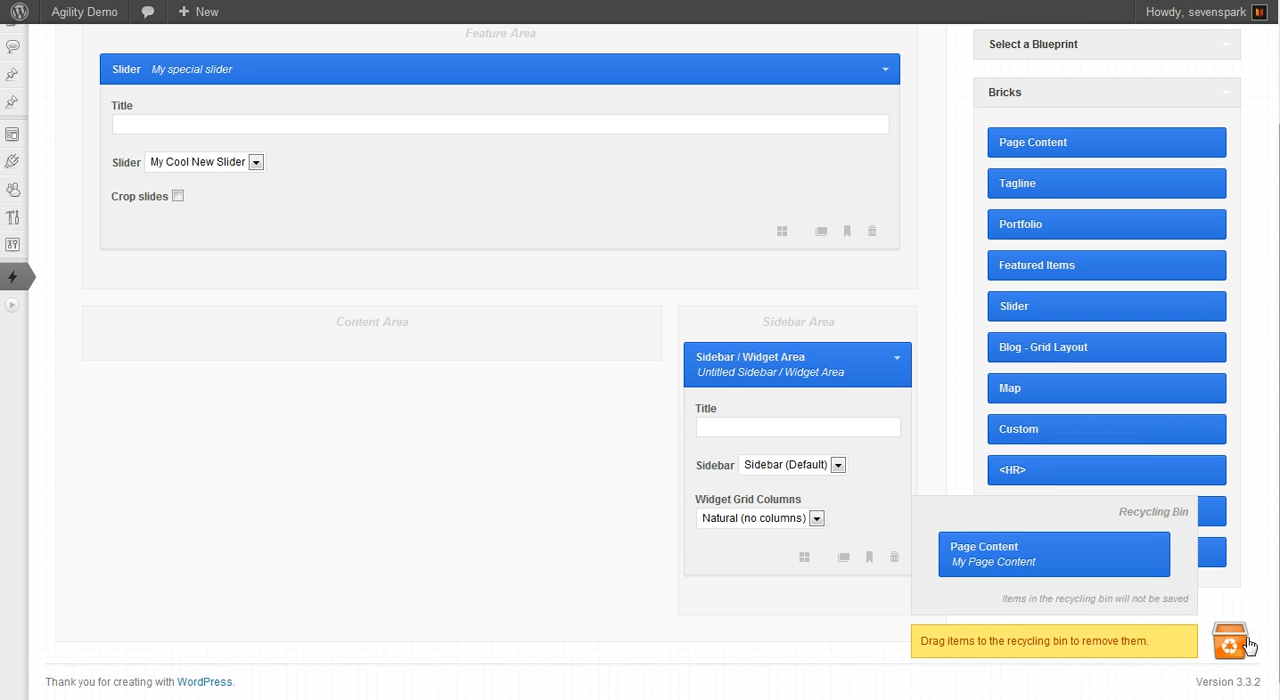 Agility Demo
New
Howdy, sevenspark
Feature Area
Slider My special slider
Title
Slider My Cool New Slider
Crop slides
Content Area
Sidebar Area
Sidebar / Widget Area
Untitled Sidebar / Widget Area
Title
Sidebar Sidebar (Default)
Widget Grid Columns
Natural (no columns)
Select a Blueprint
Bricks
Page Content
Tagline
Portfolio
Featured Items
Slider
Blog - Grid Layout
Map
Custom
<HR>
Recycling Bin
Page Content
My Page Content
Items in the recycling bin will not be saved
Drag items to the recycling bin to remove them.
Thank you for creating with WordPress.
Version 3.3.2